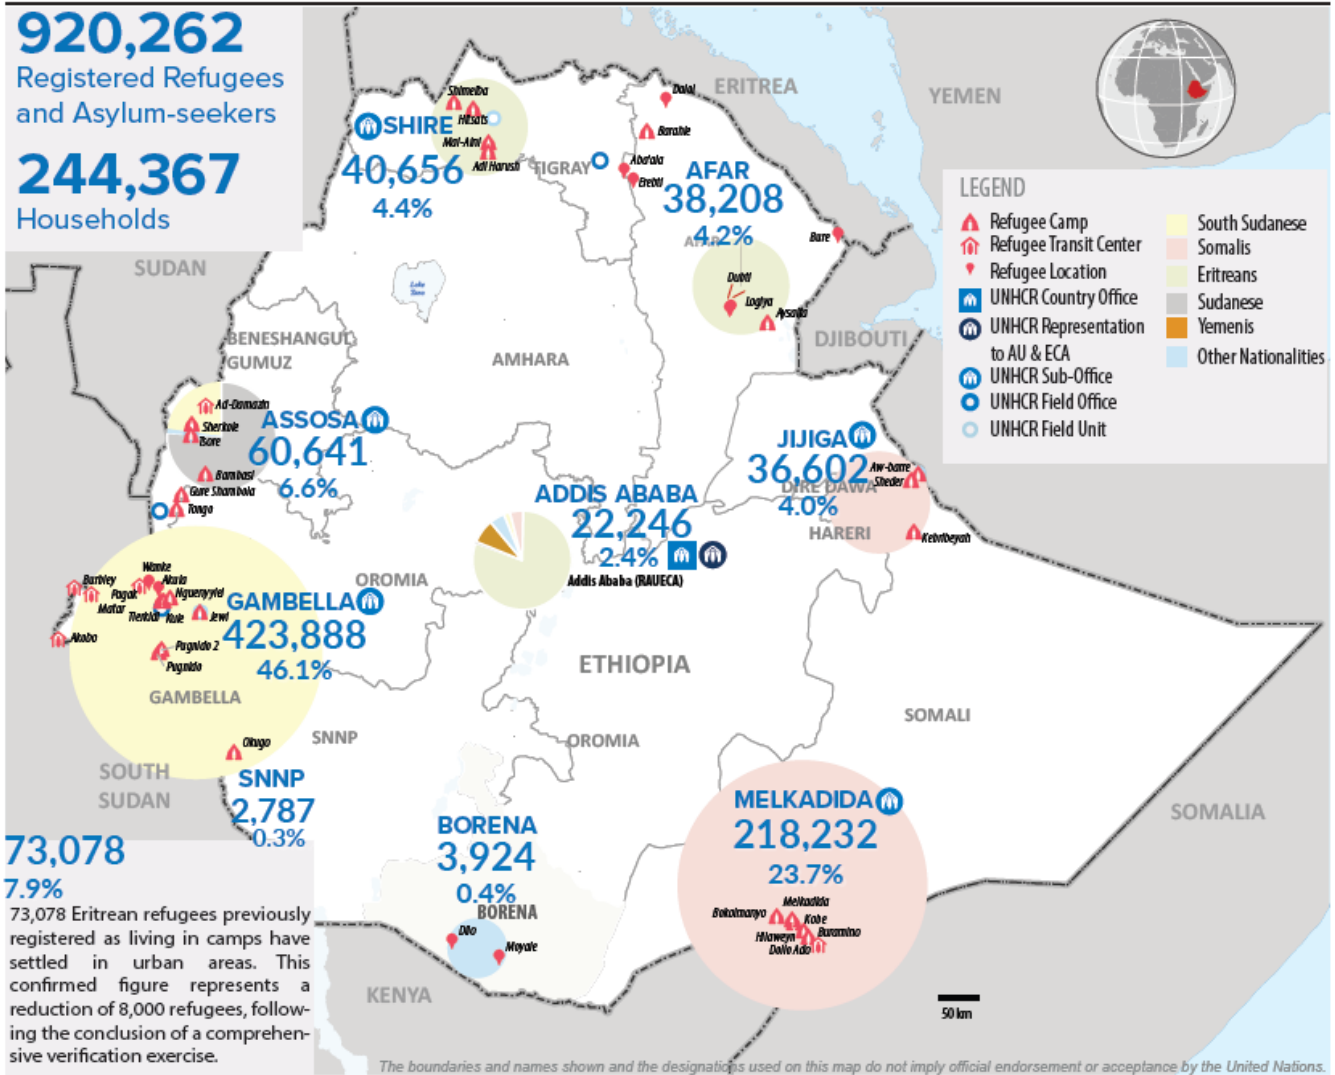 920,262
Registered Refugees
and Asylum-seekers
244,367
Households
ERITREA
YEMEN
SUDAN
Shimelba
Hitsats
SHIRE
Mai-Aini
Adi Harush
40,656
4.4%
TIGRAY
Dalol
Barahle
Aba'ala
Erebti
AFAR
38,208
4.2%
AFAR
Bare
Dubti
Logiya
Aysaita
DJIBOUTI
LEGEND
Refugee Camp
Refugee Transit Center
Refugee Location
UNHCR Country Office
UNHCR Representation
to AU & ECA
UNHCR Sub-Office
UNHCR Field Office
UNHCR Field Unit
South Sudanese
Somalis
Eritreans
Sudanese
Yemenis
Other Nationalities
Lake
Tana
BENESHANGUL
GUMUZ
AMHARA
Ad-Damazin
Sherkole
Tsore
Bambasi
Gure Shambola
Tongo
ASSOSA
60,641
6.6%
JIJIGA
36,602
4.0%
Aw-barre
Sheder
DIRE DAWA
HARERI
Kebribeyah
ADDIS ABABA
22,246
2.4%
Addis Ababa (RAUECA)
OROMIA
Wanke
Burbiey
Akula
Pagak
Nguenyyiel
Matar
Tierkidi
Kule
Jewi
Akobo
Pugnido 2
Pugnido
GAMBELLA
423,888
46.1%
GAMBELLA
ETHIOPIA
SOMALI
SNNP
OROMIA
Okugo
SOUTH
SUDAN
SNNP
2,787
0.3%
BORENA
3,924
0.4%
BORENA
Dilo
Moyale
MELKADIDA
218,232
23.7%
Melkadida
Bokolmanyo
Kobe
Hilaweyn
Buramino
Dollo Ado
SOMALIA
KENYA
73,078
7.9%
73,078 Eritrean refugees previously
registered as living in camps have
settled in urban areas. This
confirmed figure represents a
reduction of 8,000 refugees, follow-
ing the conclusion of a comprehen-
sive verification exercise.
50 km
The boundaries and names shown and the designations used on this map do not imply official endorsement or acceptance by the United Nations.